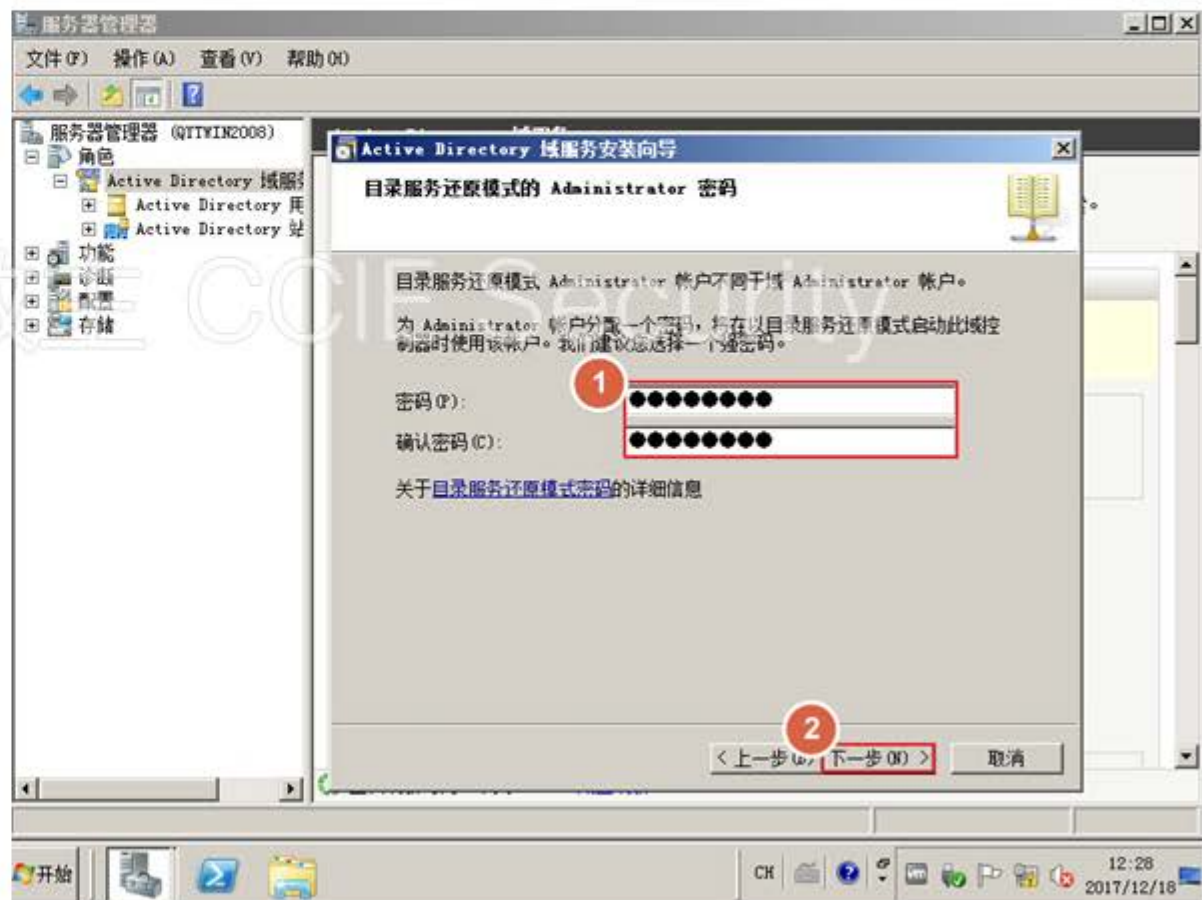 服务器管理器
文件(F) 操作(A) 查看(V) 帮助(H)
服务器管理器 (QYTWIN2008)
角色
Active Directory 域服务
Active Directory 用
Active Directory 站
功能
诊断
配置
存储
Active Directory 域服务安装向导
目录服务还原模式的 Administrator 密码
目录服务还原模式 Administrator 帐户不同于域 Administrator 帐户。
为 Administrator 帐户分配一个密码，将在以目录服务还原模式启动此域控
制器时使用该帐户。我们建议您选择一个强密码。
1
密码(P):
确认密码(C):
关于目录服务还原模式密码的详细信息
2
< 上一步(B) 下一步(N) > 取消
CCIE Security
开始
CH
12:28
2017/12/18